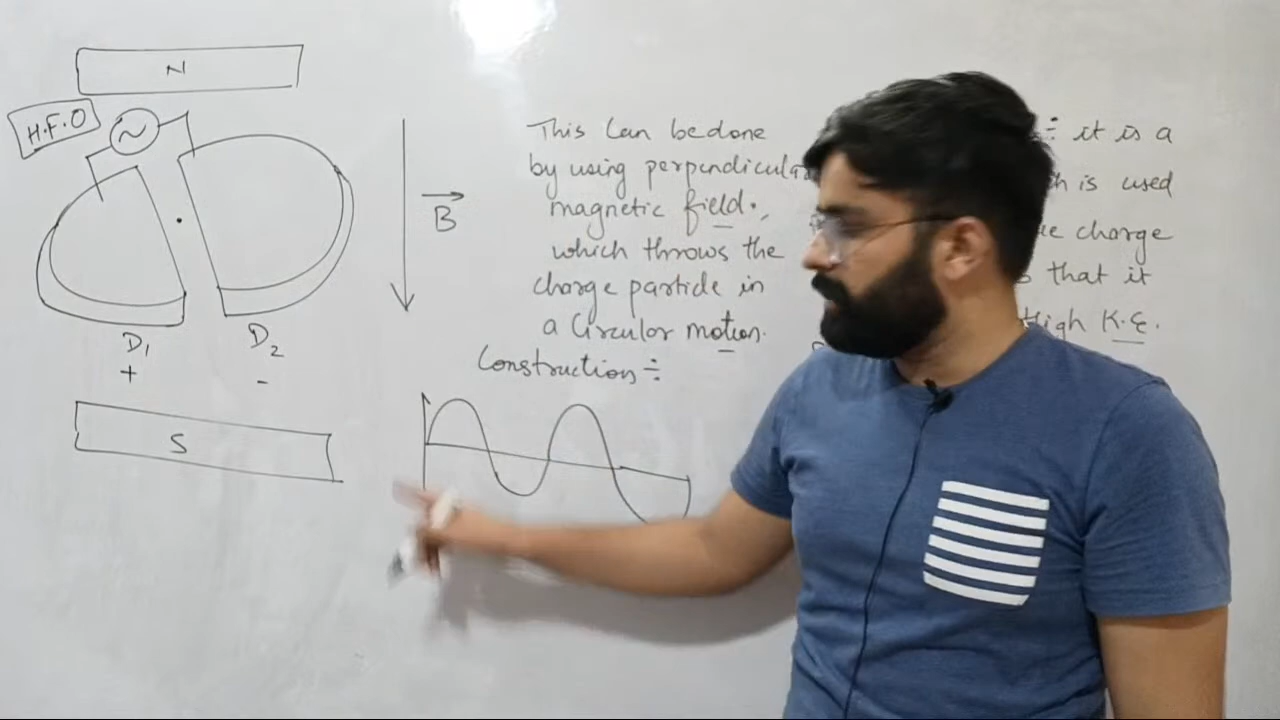 N
H.F.O
~
B
D1 D2
+ -
S
This Can be done
by using perpendicular
magnetic field.,
which throws the
charge particle in
a Circular motion.
Construction ÷
÷ it is a
is used
charge
that it
High K.E.